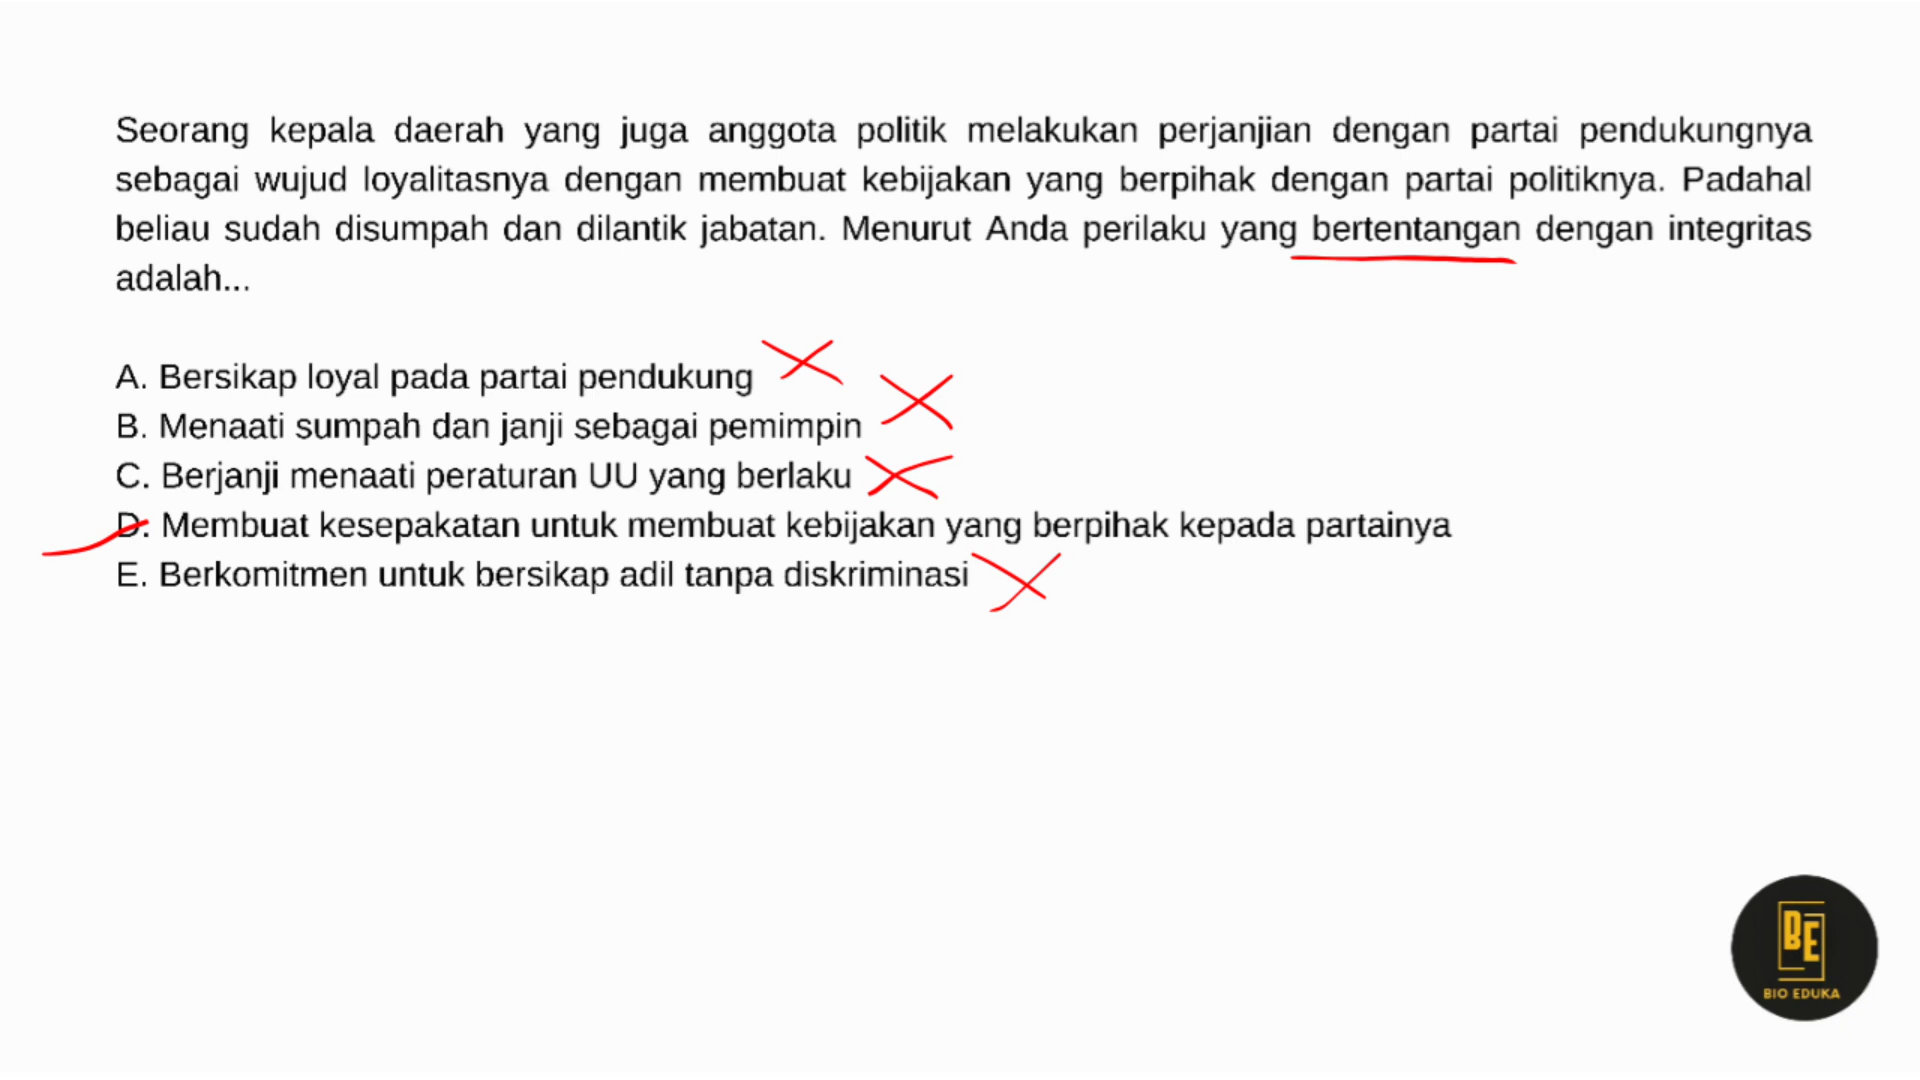 Seorang kepala daerah yang juga anggota politik melakukan perjanjian dengan partai pendukungnya
sebagai wujud loyalitasnya dengan membuat kebijakan yang berpihak dengan partai politiknya. Padahal
beliau sudah disumpah dan dilantik jabatan. Menurut Anda perilaku yang bertentangan dengan integritas
adalah...
A. Bersikap loyal pada partai pendukung
B. Menaati sumpah dan janji sebagai pemimpin
C. Berjanji menaati peraturan UU yang berlaku
D. Membuat kesepakatan untuk membuat kebijakan yang berpihak kepada partainya
E. Berkomitmen untuk bersikap adil tanpa diskriminasi
BE
BIO EDUKA